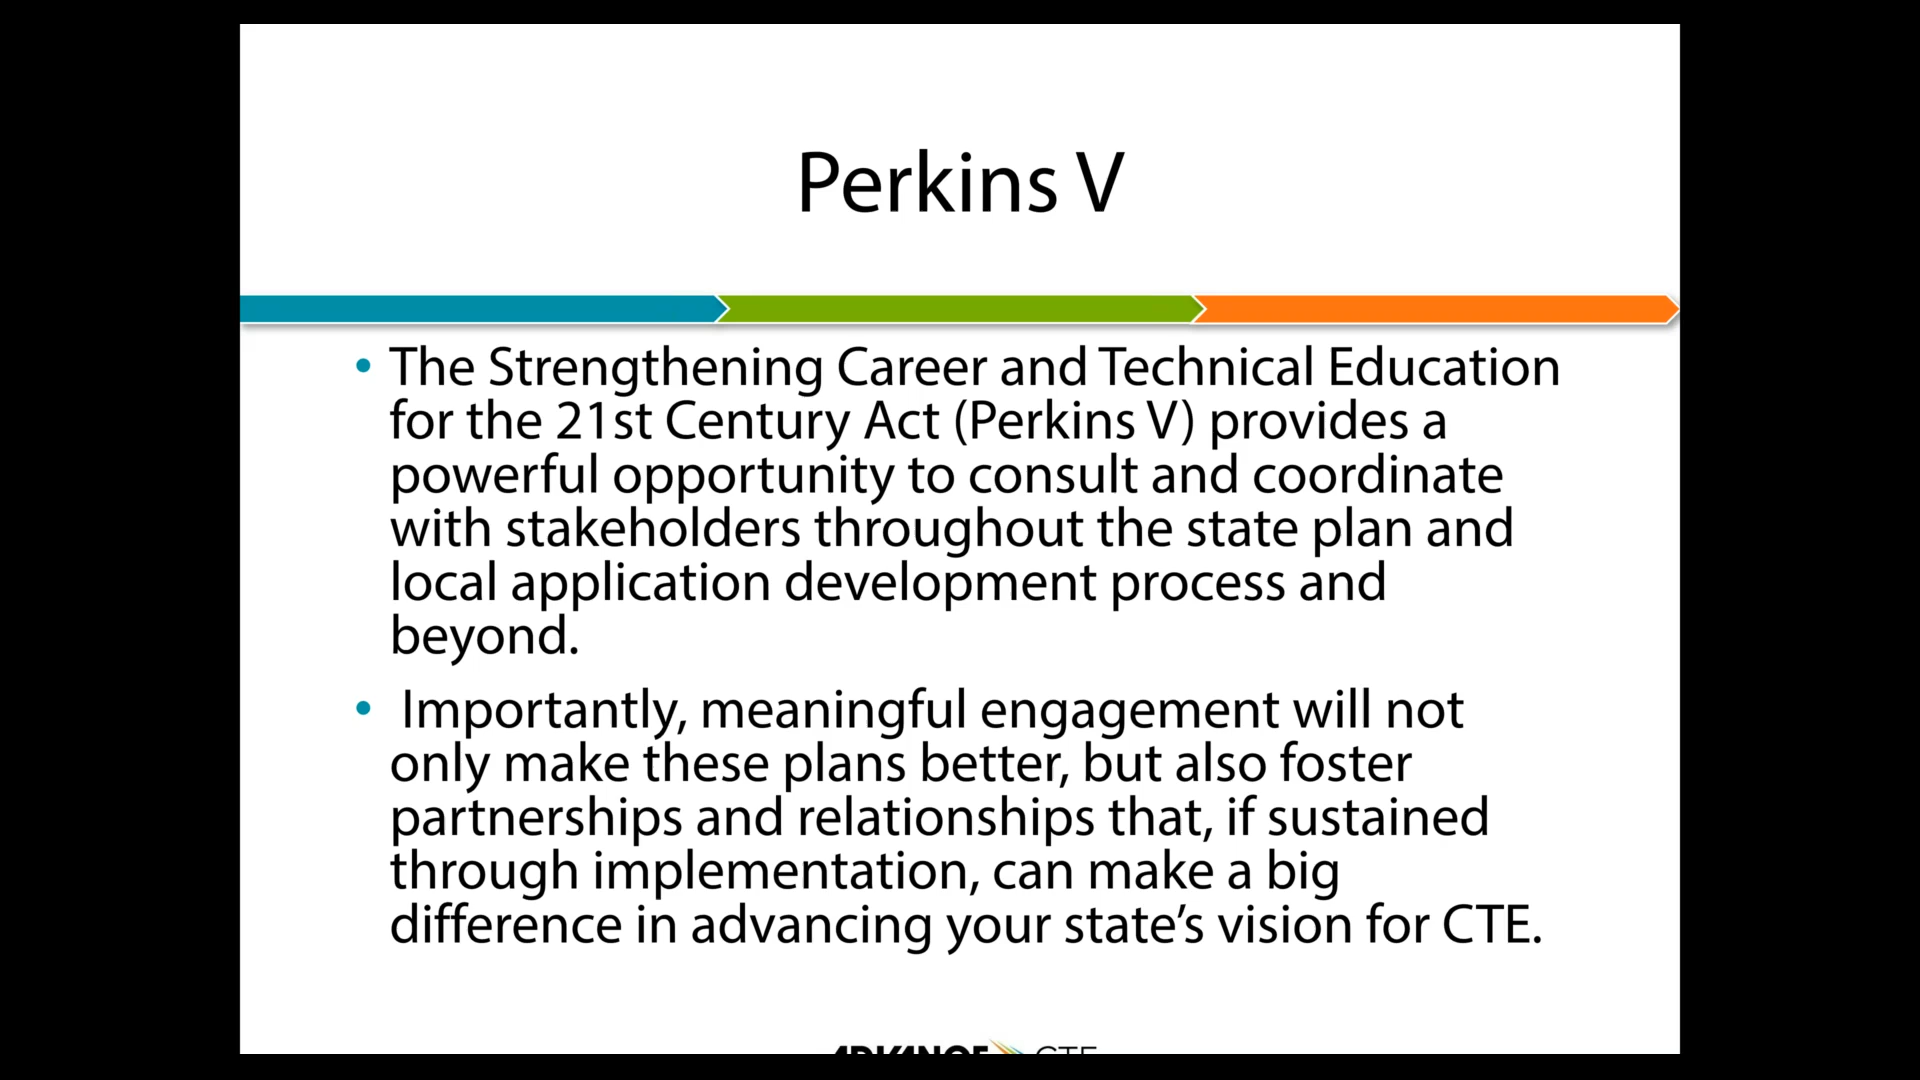 Perkins V
• The Strengthening Career and Technical Education
for the 21st Century Act (Perkins V) provides a
powerful opportunity to consult and coordinate
with stakeholders throughout the state plan and
local application development process and
beyond.
• Importantly, meaningful engagement will not
only make these plans better, but also foster
partnerships and relationships that, if sustained
through implementation, can make a big
difference in advancing your state’s vision for CTE.
ADVANCE CTE